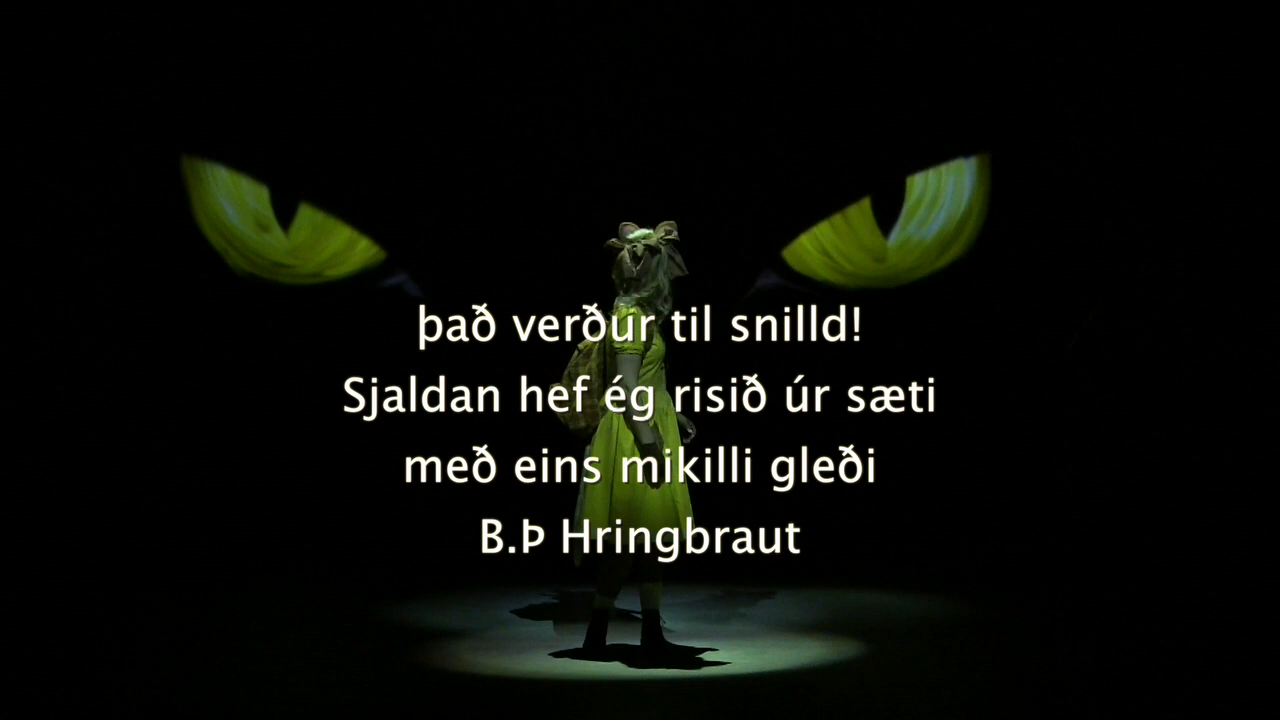 það verður til snilld!
Sjaldan hef ég risið úr sæti
með eins mikilli gleði
B.Þ Hringbraut